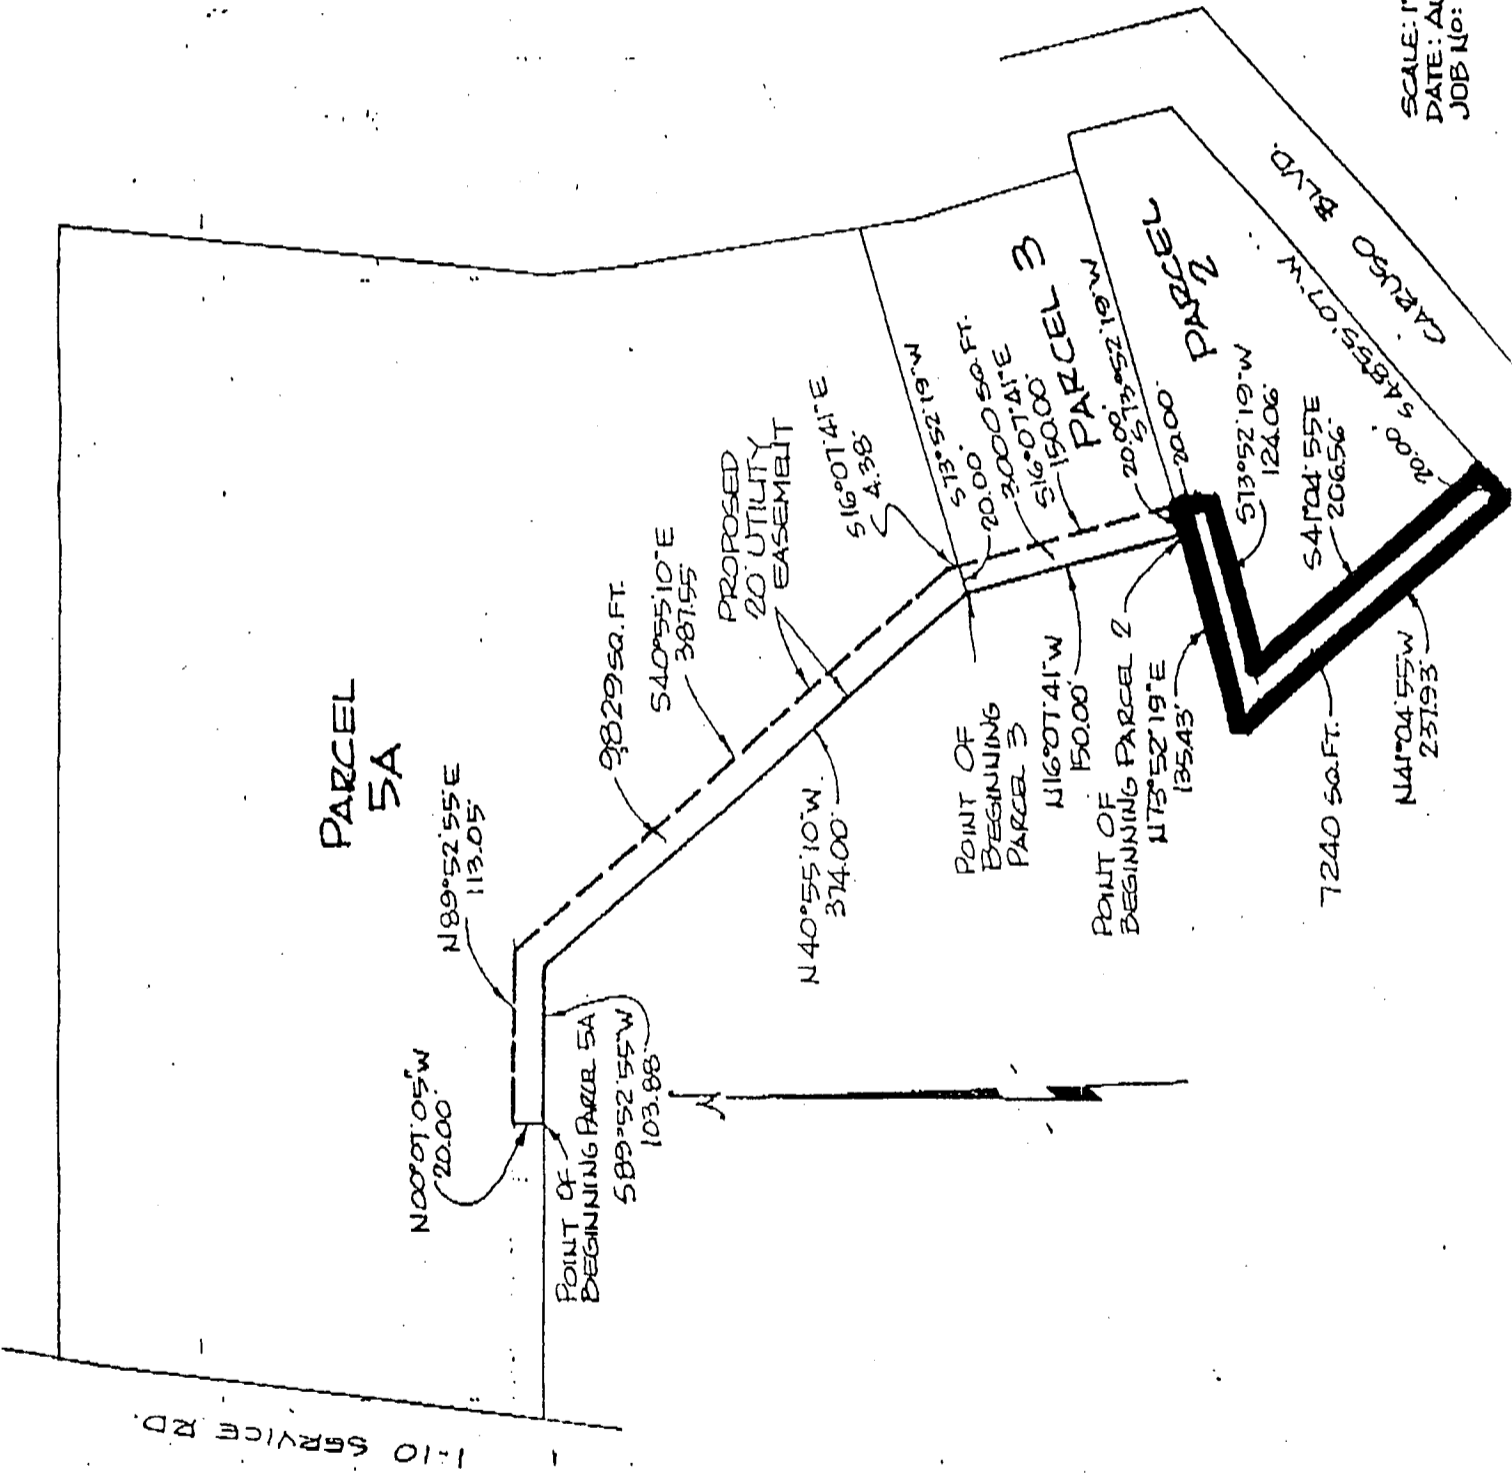 SCALE: 1"
DATE: AU
JOB NO:
CARUSO BLVD.
S48°55'07"W
20.00'
PARCEL
2
PARCEL 3
S73°52'19"W
20.00'
3000 SQ. FT.
S16°07'41"E
150.00'
20.00'
S73°52'19"W
20.00'
S73°52'19"W
124.06'
S41°04'55"E
206.56'
S16°07'41"E
4.38'
PROPOSED
20' UTILITY
EASEMENT
S40°55'10"E
387.55'
9,829 SQ. FT.
PARCEL
5A
N89°52'55"E
113.05'
N40°55'10"W
374.00'
POINT OF
BEGINNING
PARCEL 3
N16°07'41"W
150.00'
POINT OF
BEGINNING PARCEL 2
N73°52'19"E
135.43'
7240 SQ. FT.
N41°04'55"W
237.93'
N00°07'05"W
20.00'
POINT OF
BEGINNING PARCEL 5A
S89°52'55"W
103.88'
N
I-10 SERVICE RD.